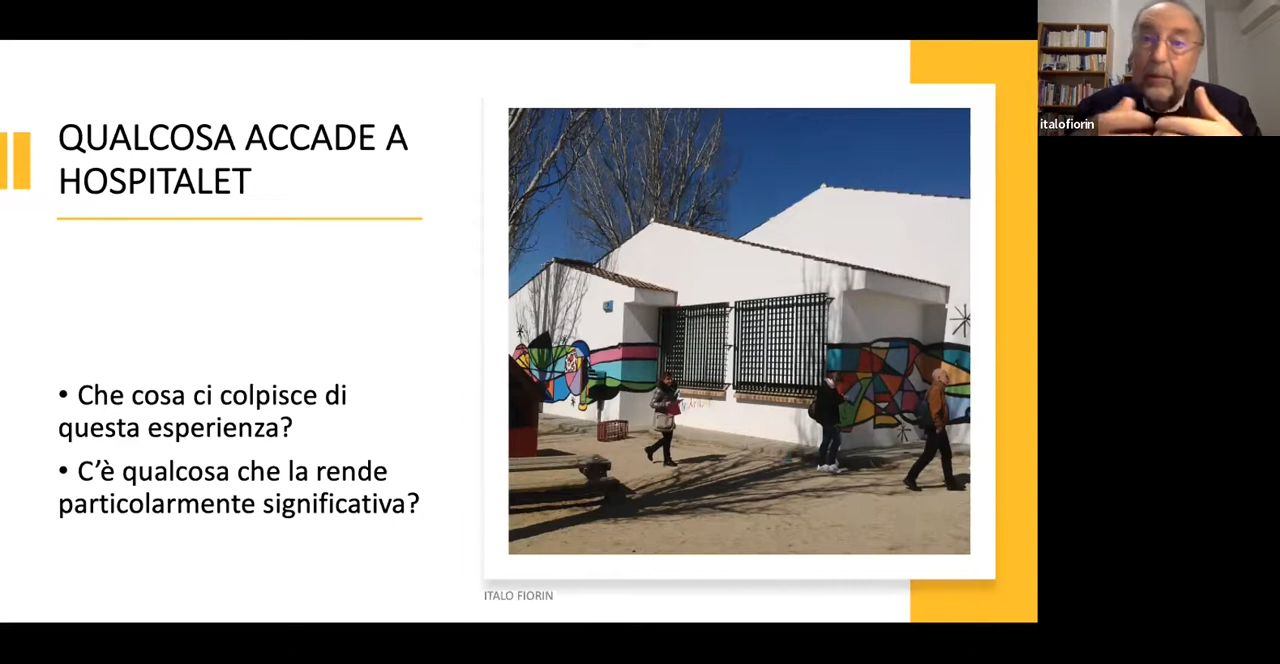 italofiorin
QUALCOSA ACCADE A
HOSPITALET
• Che cosa ci colpisce di
questa esperienza?
• C’è qualcosa che la rende
particolarmente significativa?
ITALO FIORIN